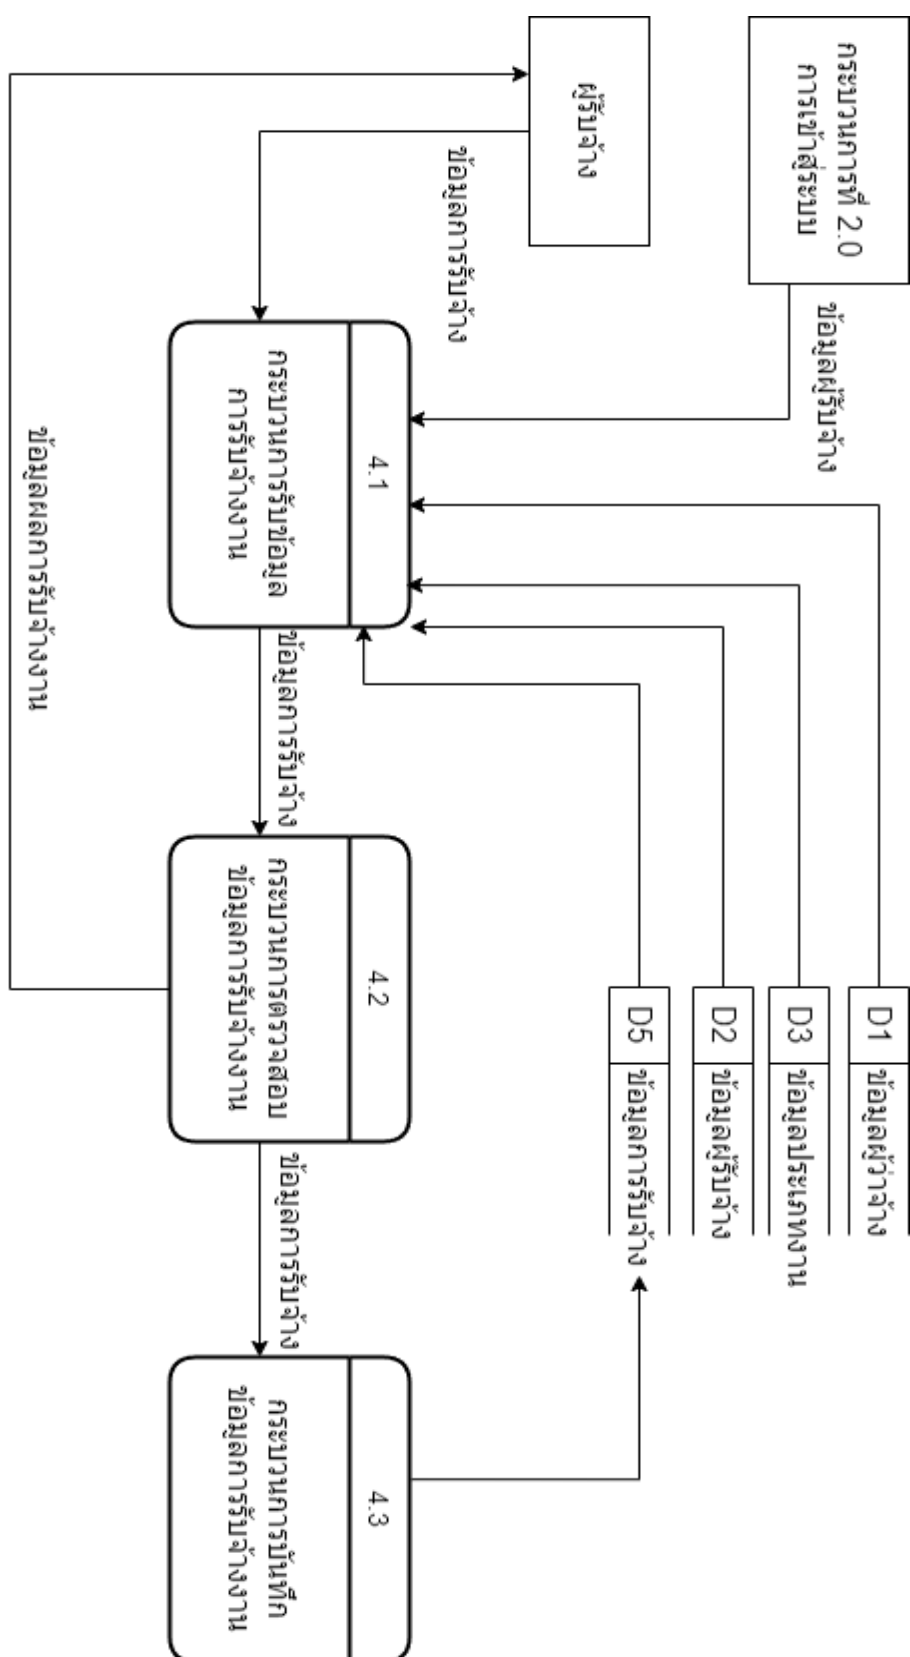 กระบวนการที่ 2.0
การเข้าสู่ระบบ
ผู้รับจ้าง
ข้อมูลการรับจ้าง
ข้อมูลผู้รับจ้าง
4.1
กระบวนการรับข้อมูล
การรับจ้างงาน
ข้อมูลผลการรับจ้างงาน
ข้อมูลการรับจ้าง
4.2
กระบวนการตรวจสอบ
ข้อมูลการรับจ้างงาน
D1 ข้อมูลผู้ว่าจ้าง
D3 ข้อมูลประเภทงาน
D2 ข้อมูลผู้รับจ้าง
D5 ข้อมูลการรับจ้าง
ข้อมูลการรับจ้าง
4.3
กระบวนการบันทึก
ข้อมูลการรับจ้างงาน